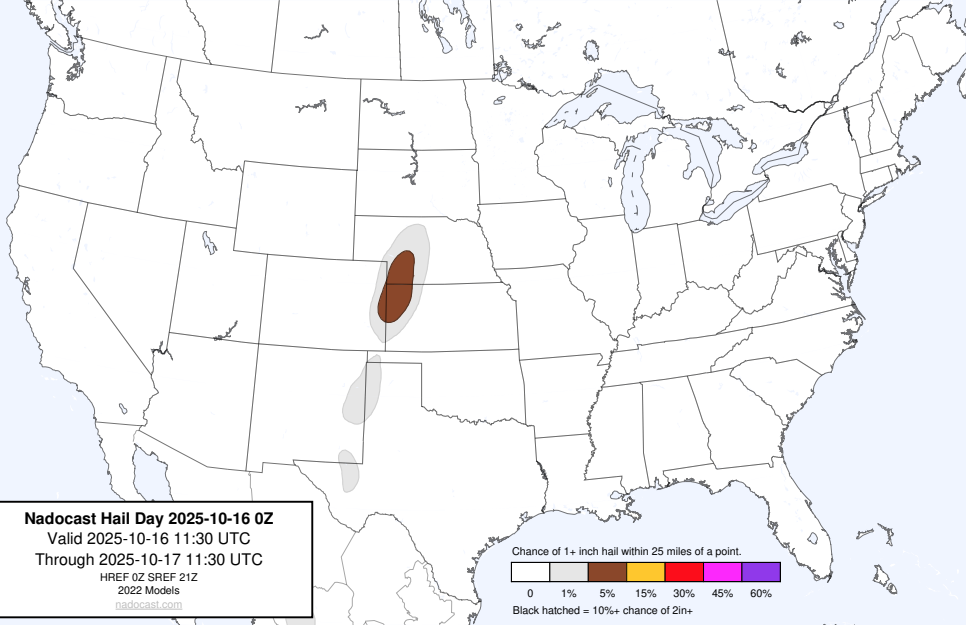 Nadocast Hail Day 2025-10-16 0Z
Valid 2025-10-16 11:30 UTC
Through 2025-10-17 11:30 UTC
HREF 0Z SREF 21Z
2022 Models
nadocast.com
Chance of 1+ inch hail within 25 miles of a point.
0 1% 5% 15% 30% 45% 60%
Black hatched = 10%+ chance of 2in+